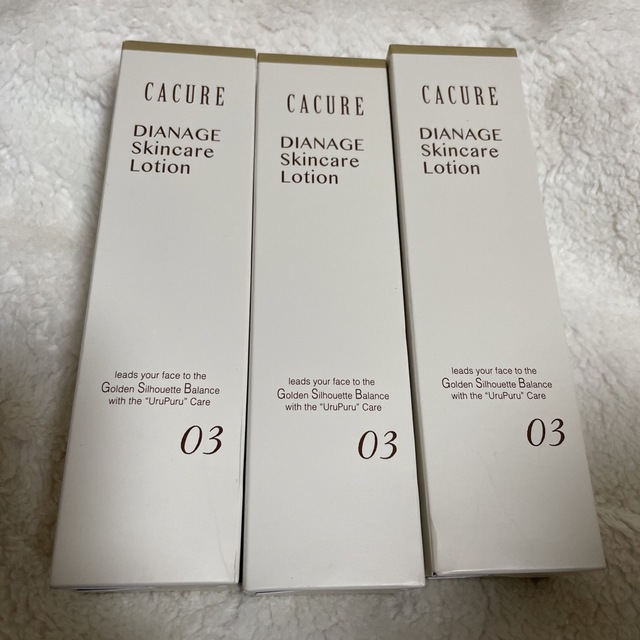 CACURE
DIANAGE
Skincare
Lotion
leads your face to the
Golden Silhouette Balance
with the "UruPuru" Care
03
CACURE
DIANAGE
Skincare
Lotion
leads your face to the
Golden Silhouette Balance
with the "UruPuru" Care
03
CACURE
DIANAGE
Skincare
Lotion
leads your face to the
Golden Silhouette Balance
with the "UruPuru" Care
03